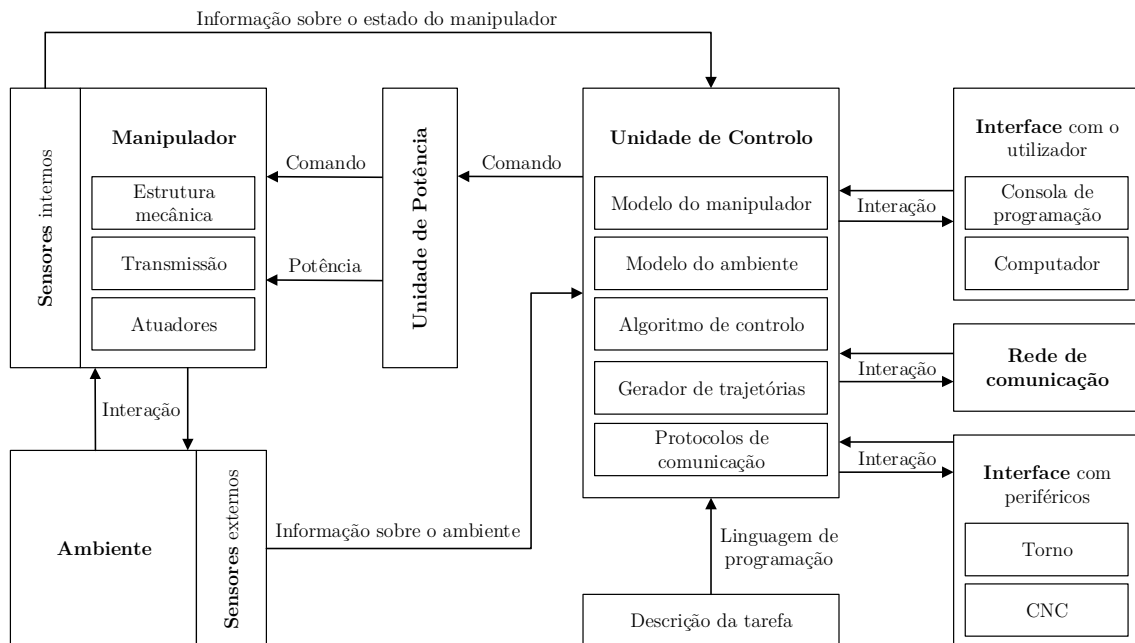 Informação sobre o estado do manipulador
Sensores internos
Manipulador
Estrutura
mecânica
Transmissão
Atuadores
Comando
Potência
Unidade de Potência
Comando
Unidade de Controlo
Modelo do manipulador
Modelo do ambiente
Algoritmo de controlo
Gerador de trajetórias
Protocolos de
comunicação
Interação
Interface com o
utilizador
Consola de
programação
Computador
Interação
Rede de
comunicação
Interação
Interface com
periféricos
Torno
CNC
Interação
Ambiente
Sensores externos
Informação sobre o ambiente
Linguagem de
programação
Descrição da tarefa